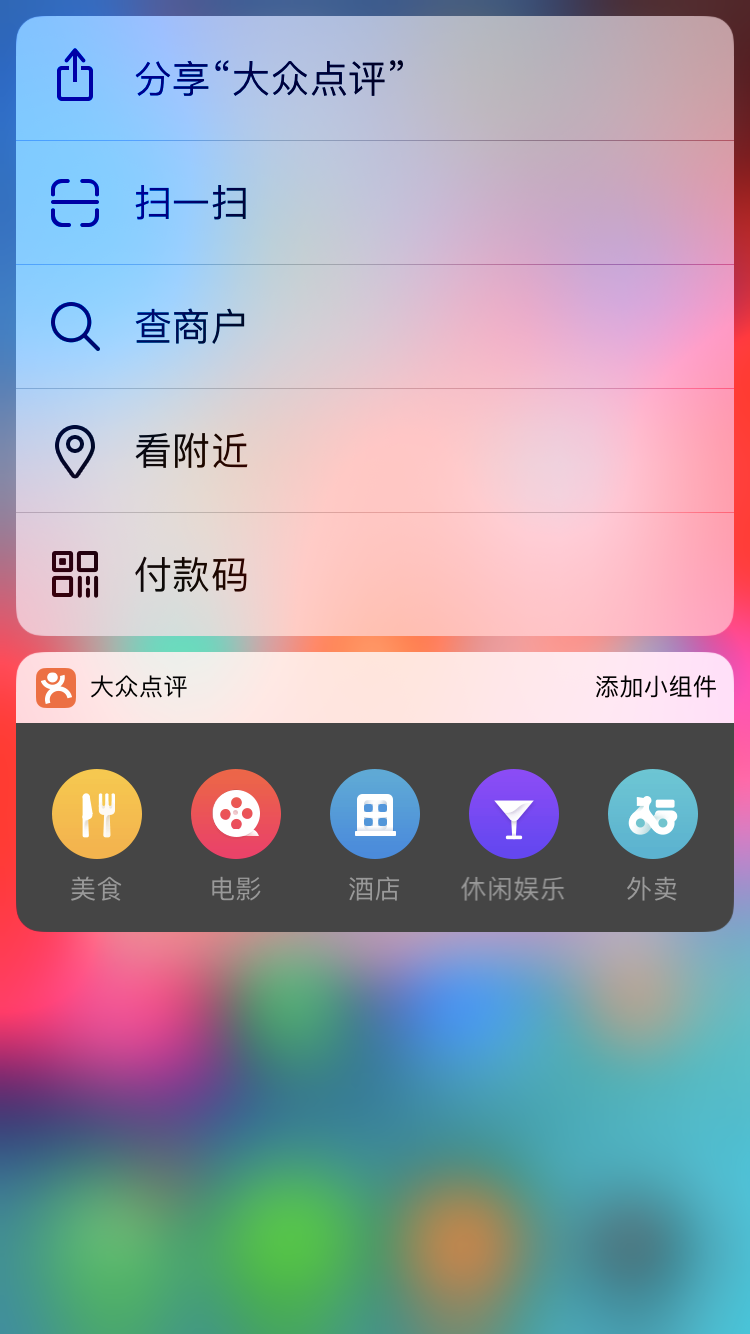 分享“大众点评”
扫一扫
查商户
看附近
付款码
大众点评 添加小组件
美食 电影 酒店 休闲娱乐 外卖